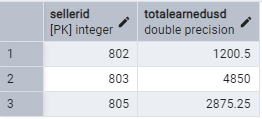 sellerid totalearnedusd
[PK] integer double precision
1 802 1200.5
2 803 4850
3 805 2875.25